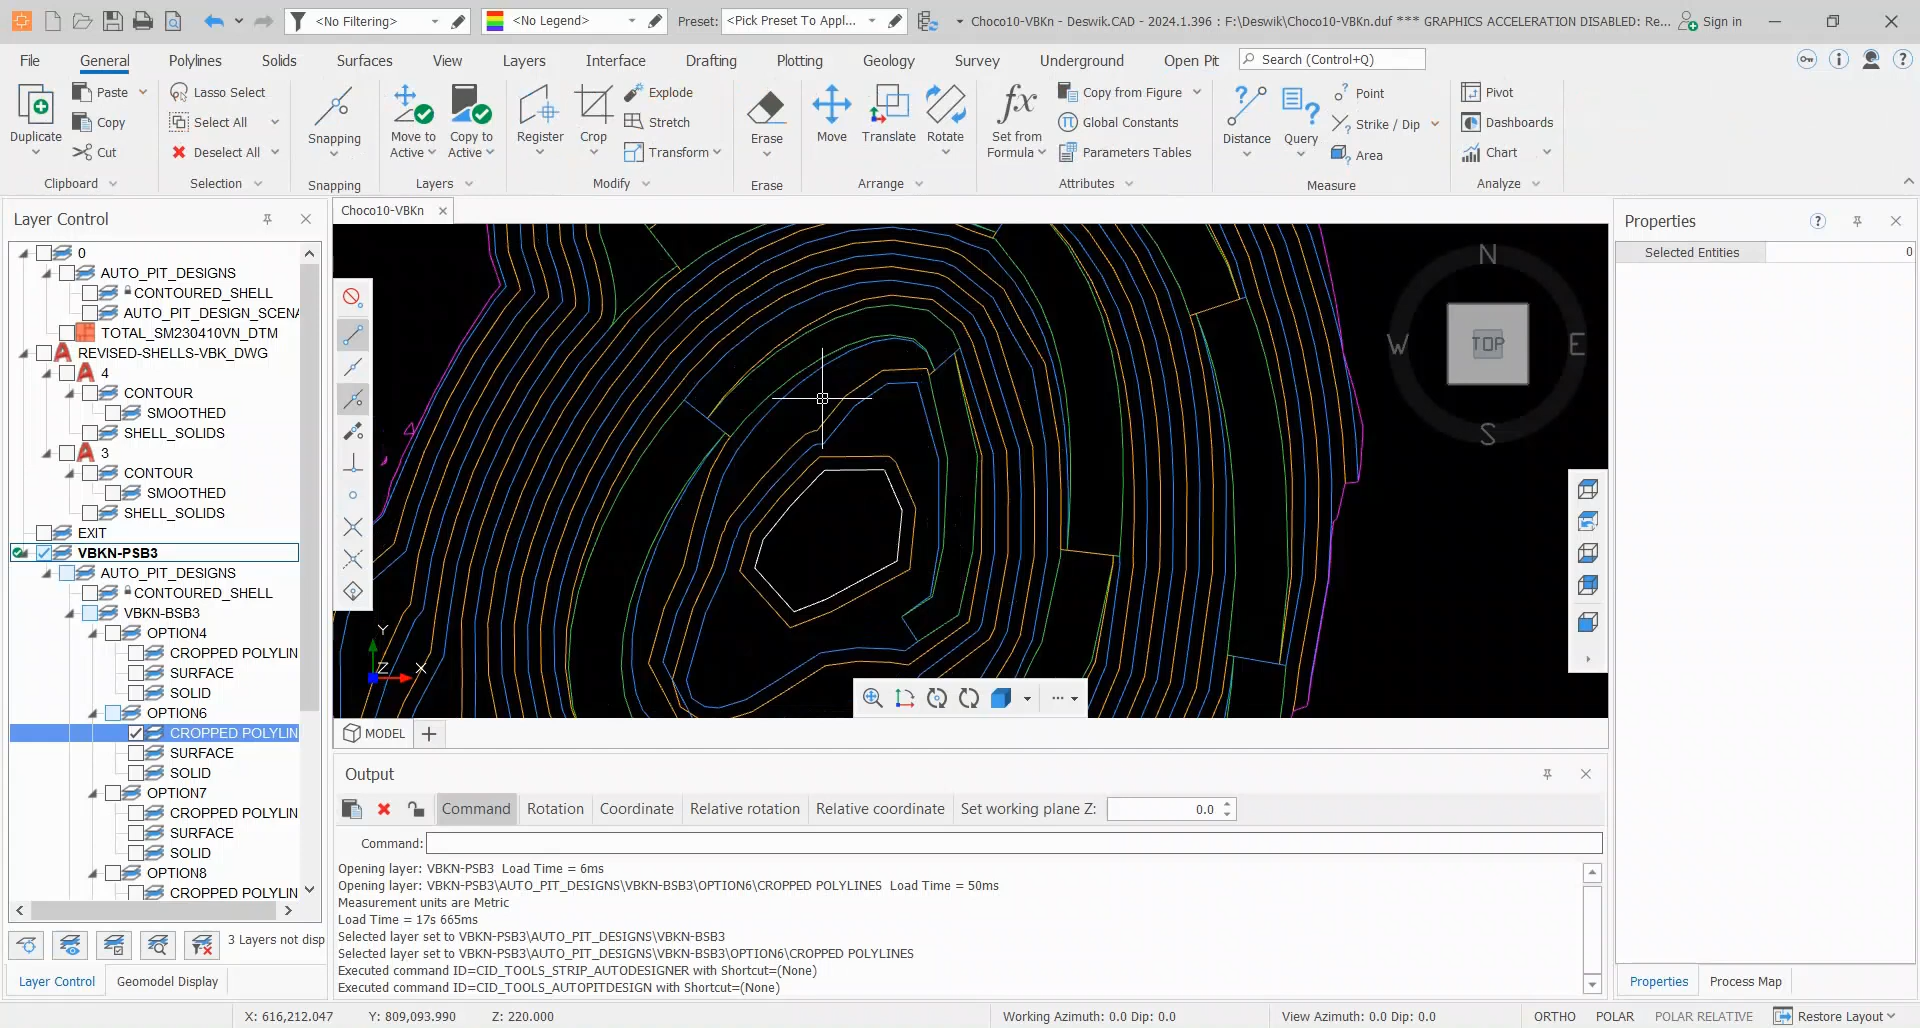 <No Filtering>
<No Legend>
Preset: <Pick Preset To Appl...
Choco10-VBKn - Deswik.CAD - 2024.1.396 : F:\Deswik\Choco10-VBKn.duf *** GRAPHICS ACCELERATION DISABLED: Re...
Sign in
File General Polylines Solids Surfaces View Layers Interface Drafting Plotting Geology Survey Underground Open Pit
Search (Control+Q)
Duplicate
Paste
Copy
Cut
Clipboard
Lasso Select
Select All
Deselect All
Selection
Snapping
Snapping
Move to Active
Copy to Active
Layers
Register
Crop
Explode
Stretch
Transform
Modify
Erase
Erase
Move
Translate
Rotate
Arrange
fx
Set from Formula
Copy from Figure
Global Constants
Parameters Tables
Attributes
Distance
Query
Point
Strike / Dip
Area
Measure
Pivot
Dashboards
Chart
Analyze
Layer Control
0
AUTO_PIT_DESIGNS
CONTOURED_SHELL
AUTO_PIT_DESIGN_SCENA
TOTAL_SM230410VN_DTM
REVISED-SHELLS-VBK_DWG
4
CONTOUR
SMOOTHED
SHELL_SOLIDS
3
CONTOUR
SMOOTHED
SHELL_SOLIDS
EXIT
VBKN-PSB3
AUTO_PIT_DESIGNS
CONTOURED_SHELL
VBKN-BSB3
OPTION4
CROPPED POLYLIN
SURFACE
SOLID
OPTION6
CROPPED POLYLIN
SURFACE
SOLID
OPTION7
CROPPED POLYLIN
SURFACE
SOLID
OPTION8
CROPPED POLYLIN
3 Layers not disp
Layer Control
Geomodel Display
Choco10-VBKn
N
W
TOP
E
S
Y
Z
X
MODEL
Output
Command
Rotation
Coordinate
Relative rotation
Relative coordinate
Set working plane Z: 0.0
Command:
Opening layer: VBKN-PSB3 Load Time = 6ms
Opening layer: VBKN-PSB3\AUTO_PIT_DESIGNS\VBKN-BSB3\OPTION6\CROPPED POLYLINES Load Time = 50ms
Measurement units are Metric
Load Time = 17s 665ms
Selected layer set to VBKN-PSB3\AUTO_PIT_DESIGNS\VBKN-BSB3
Selected layer set to VBKN-PSB3\AUTO_PIT_DESIGNS\VBKN-BSB3\OPTION6\CROPPED POLYLINES
Executed command ID=CID_TOOLS_STRIP_AUTODESIGNER with Shortcut=(None)
Executed command ID=CID_TOOLS_AUTOPITDESIGN with Shortcut=(None)
Properties
Selected Entities 0
Properties
Process Map
X: 616,212.047 Y: 809,093.990 Z: 220.000
Working Azimuth: 0.0 Dip: 0.0
View Azimuth: 0.0 Dip: 0.0
ORTHO
POLAR
POLAR RELATIVE
Restore Layout